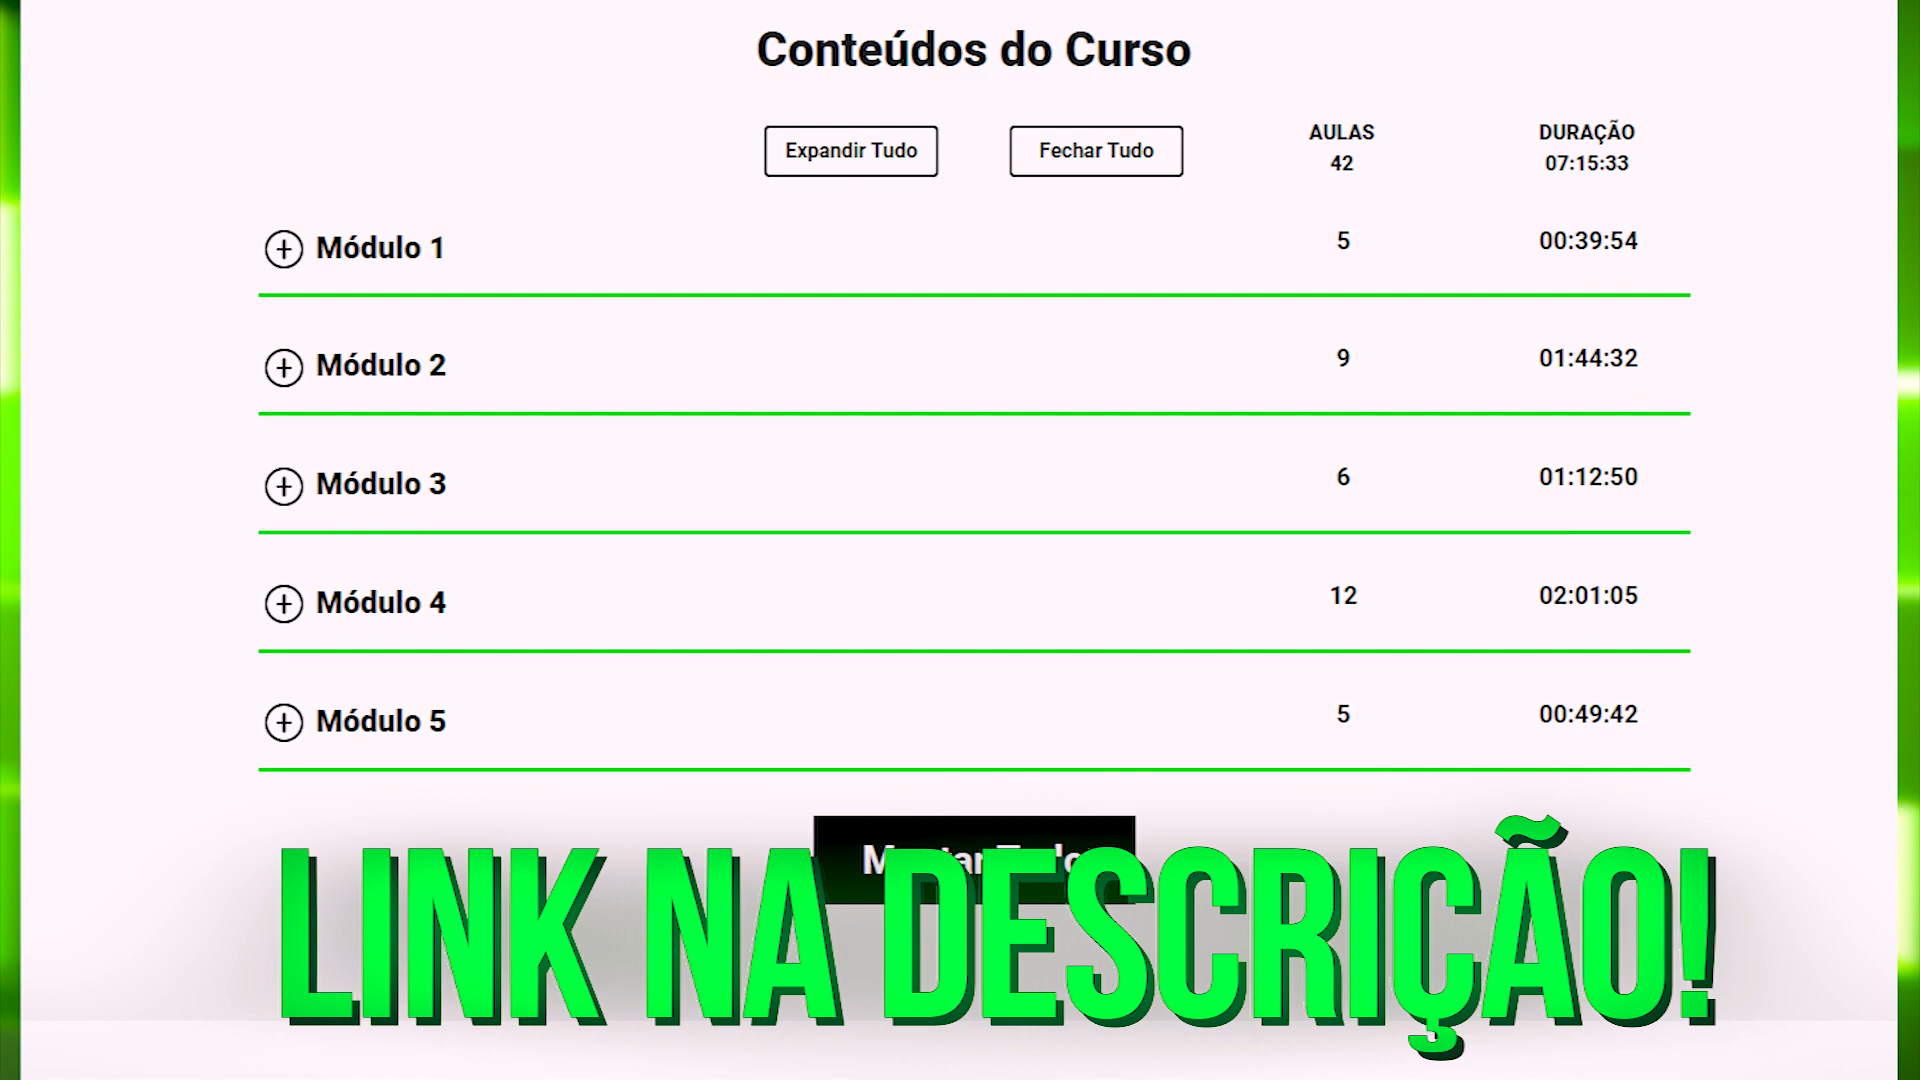 Conteúdos do Curso
Expandir Tudo
Fechar Tudo
AULAS
42
DURAÇÃO
07:15:33
Módulo 1 5 00:39:54
Módulo 2 9 01:44:32
Módulo 3 6 01:12:50
Módulo 4 12 02:01:05
Módulo 5 5 00:49:42
LINK NA DESCRIÇÃO!